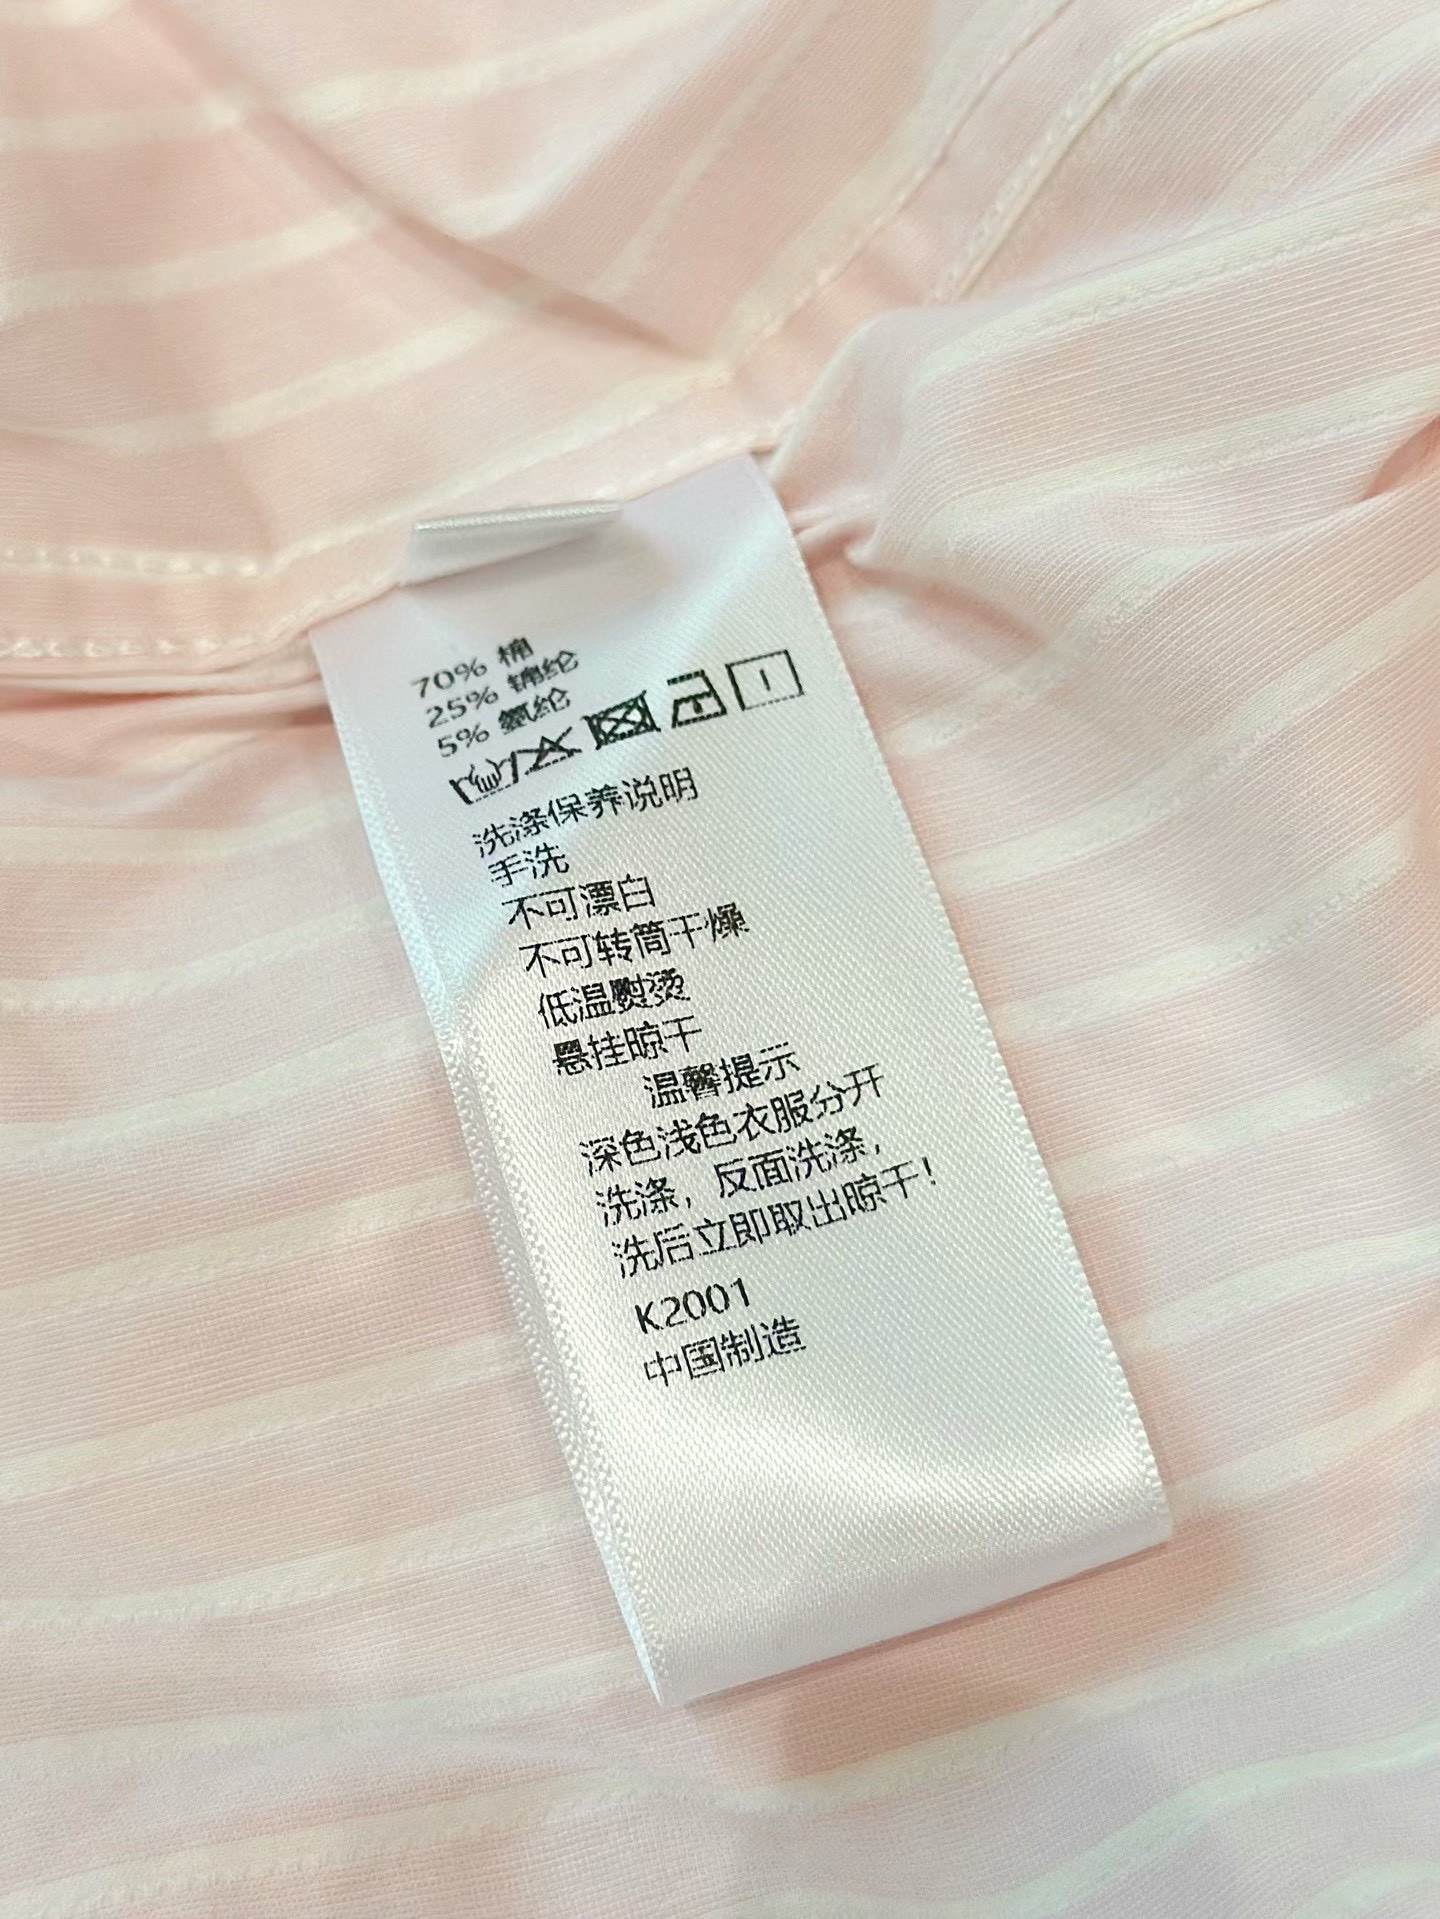 70% 棉
25% 锦纶
5% 氨纶
洗涤保养说明
手洗
不可漂白
不可转筒干燥
低温熨烫
悬挂晾干
温馨提示
深色浅色衣服分开
洗涤，反面洗涤，
洗后立即取出晾干！
K2001
中国制造